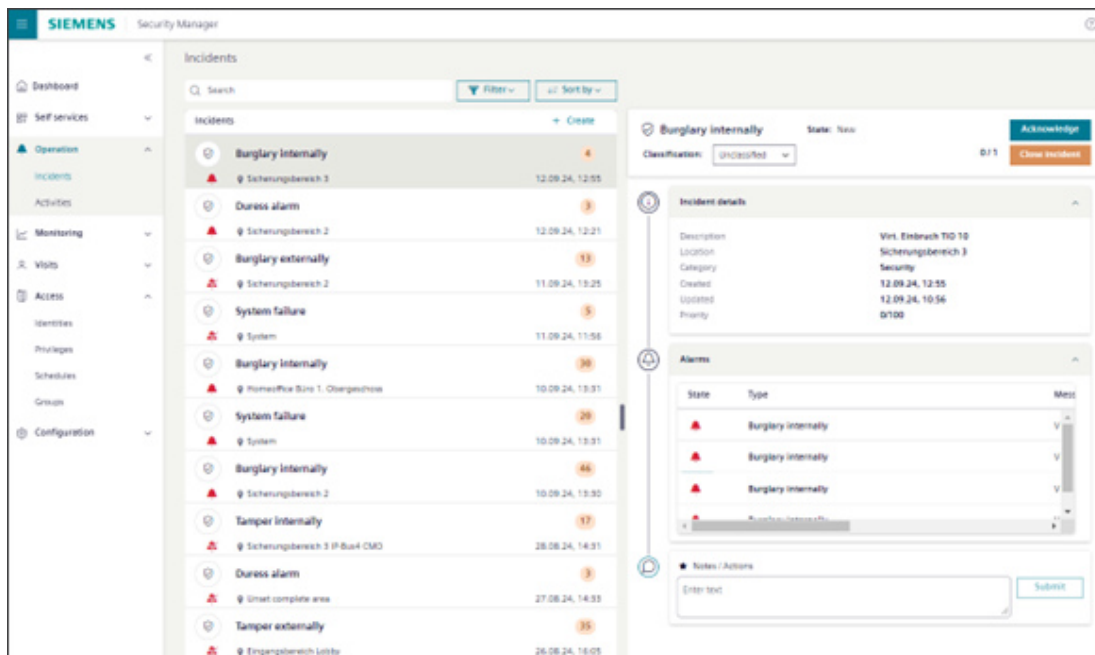 SIEMENS Security Manager
Dashboard
Self services
Operation
Incidents
Activities
Monitoring
Visits
Access
Identities
Privileges
Schedules
Groups
Configuration
Incidents
Search
Filter
Sort by
Incidents + Create
Burglary internally 4
Sicherungsbereich 3 12.09.24, 12:55
Duress alarm 3
Sicherungsbereich 2 12.09.24, 12:21
Burglary externally 13
Sicherungsbereich 2 11.09.24, 13:25
System failure 5
System 11.09.24, 11:56
Burglary internally 30
Homeoffice Büro 1. Obergeschoss 10.09.24, 13:31
System failure 20
System 10.09.24, 13:31
Burglary internally 46
Sicherungsbereich 2 10.09.24, 13:30
Tamper internally 17
Sicherungsbereich 3 IP-Bus4 CMD 28.08.24, 14:31
Duress alarm 3
Unset complete area 27.08.24, 14:33
Tamper externally 35
Eingangsbereich Lobby 26.08.24, 16:05
Burglary internally State: New Acknowledge
Classification: Unclassified 0/1 Close incident
Incident details
Description Virt. Einbruch TIO 10
Location Sicherungsbereich 3
Category Security
Created 12.09.24, 12:55
Updated 12.09.24, 10:56
Priority 0/100
Alarms
State Type Mess
Burglary internally V
Burglary internally V
Burglary internally V
Burglary internally
Notes / Actions
Enter text
Submit